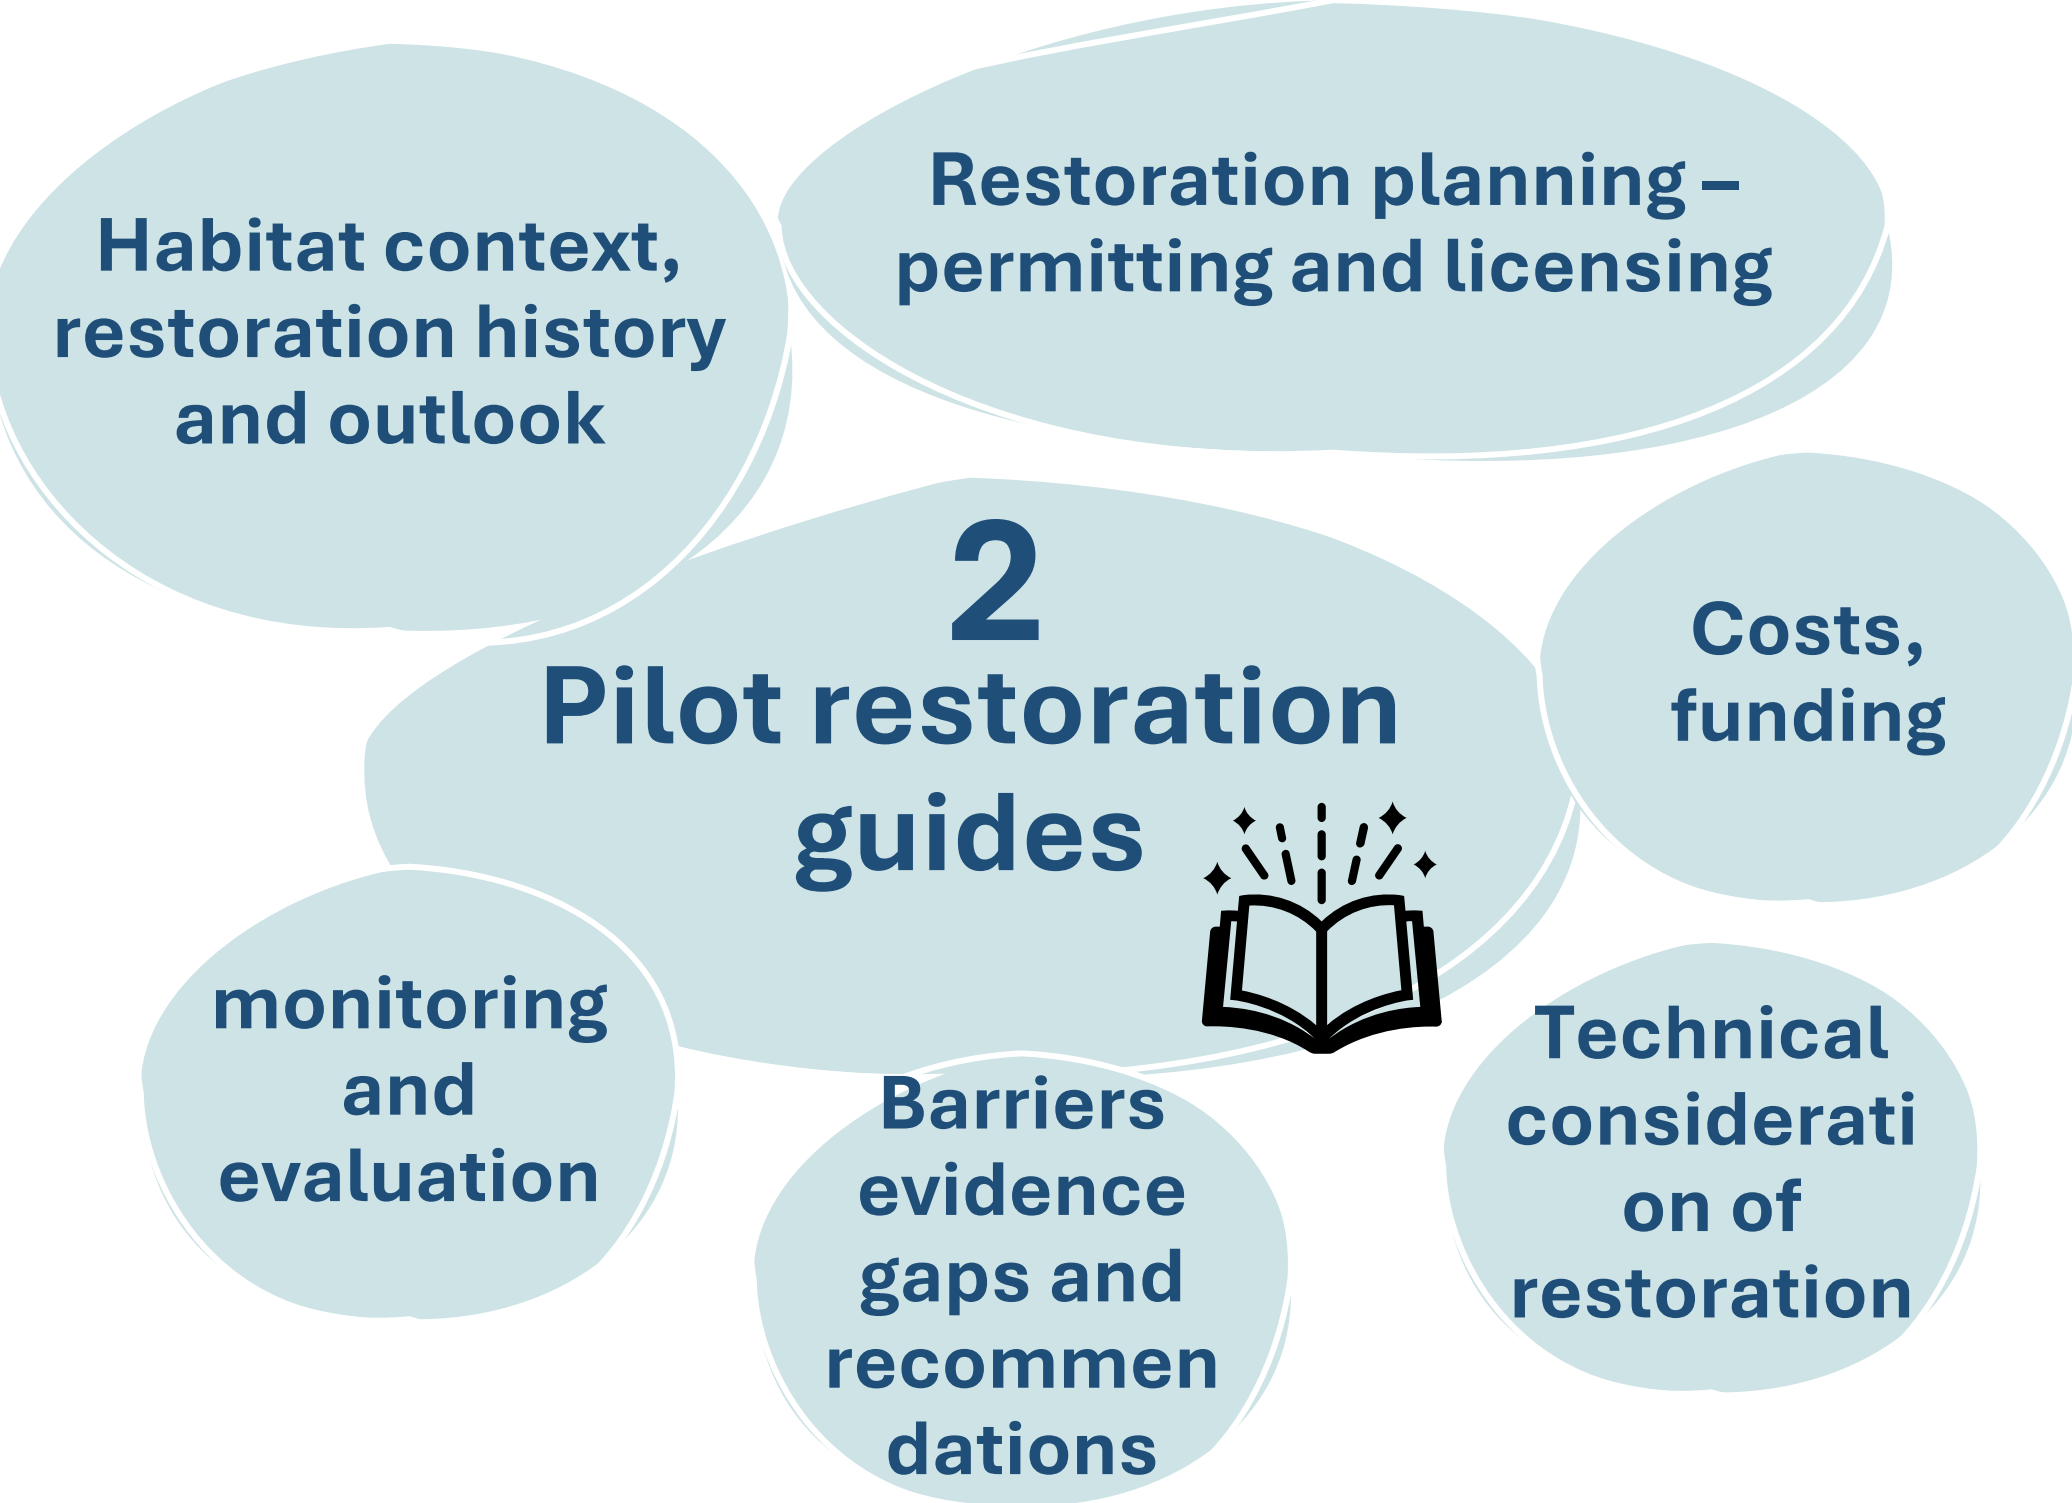 Habitat context,
restoration history
and outlook
Restoration planning –
permitting and licensing
2
Pilot restoration
guides
Costs,
funding
monitoring
and
evaluation
Barriers
evidence
gaps and
recommen
dations
Technical
considerati
on of
restoration